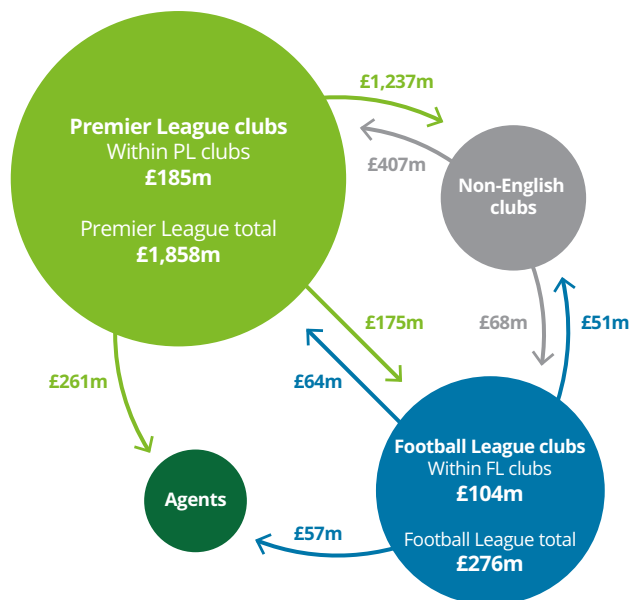 £1,237m
Premier League clubs
Within PL clubs
£185m
Premier League total
£1,858m
£407m
Non-English
clubs
£175m
£68m
£51m
£261m
£64m
Football League clubs
Within FL clubs
£104m
Agents
£57m
Football League total
£276m